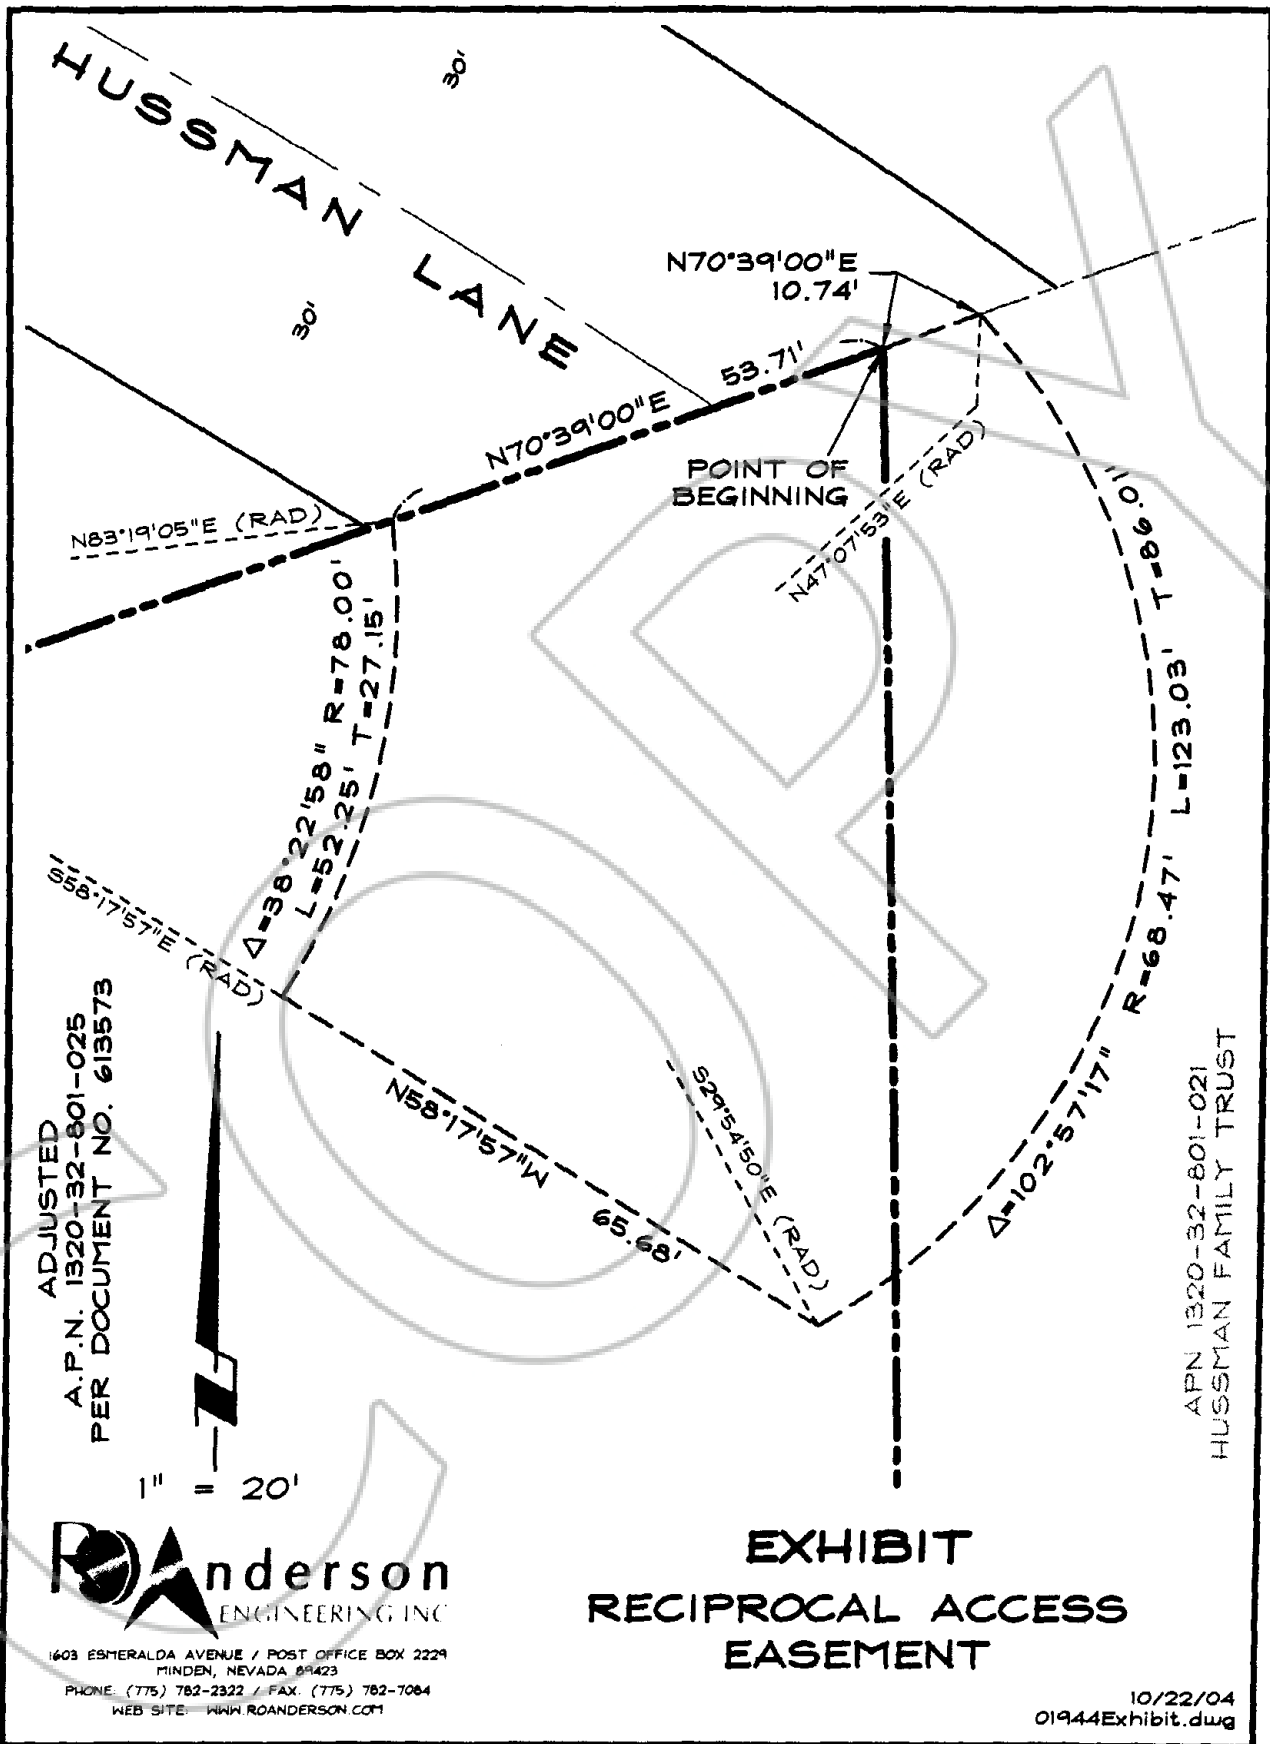 HUSSMAN LANE
30'
30'
N70°39'00"E
10.74'
53.71'
N70°39'00"E
POINT OF
BEGINNING
N83°19'05"E (RAD)
N47°07'53"E (RAD)
Δ=38°22'58" R=78.00'
L=52.25' T=27.15'
Δ=102°57'17" R=68.47' L=123.03' T=86.01'
S58°17'57"E (RAD)
N58°17'57"W
65.68'
S29°54'50"E (RAD)
ADJUSTED
A.P.N. 1320-32-801-025
PER DOCUMENT NO. 613573
APN 1320-32-801-021
HUSSMAN FAMILY TRUST
1" = 20'
ROAnderson
ENGINEERING INC
1603 ESMERALDA AVENUE / POST OFFICE BOX 2229
MINDEN, NEVADA 89423
PHONE: (775) 782-2322 / FAX: (775) 782-7084
WEB SITE: WWW.ROANDERSON.COM
EXHIBIT
RECIPROCAL ACCESS
EASEMENT
10/22/04
01944Exhibit.dwg
COPY